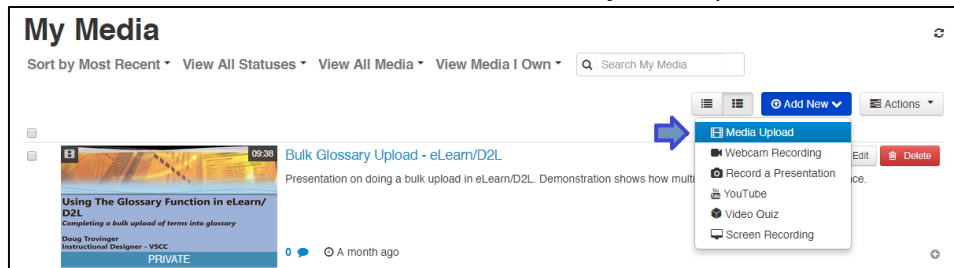 My Media
Sort by Most Recent View All Statuses View All Media View Media I Own Search My Media
Add New Actions
Media Upload
Webcam Recording
Record a Presentation
YouTube
Video Quiz
Screen Recording
09:38
Bulk Glossary Upload - eLearn/D2L
Edit Delete
Presentation on doing a bulk upload in eLearn/D2L. Demonstration shows how multi
ce.
Using The Glossary Function in eLearn/
D2L
Completing a bulk upload of terms into glossary
Doug Trovinger
Instructional Designer - VSCC
PRIVATE
0 A month ago